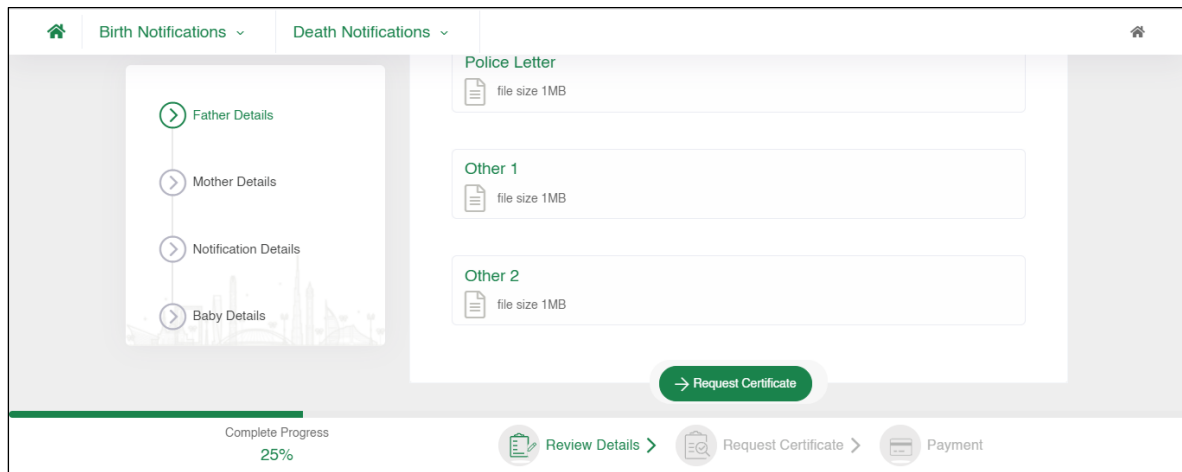 Birth Notifications
Death Notifications
Police Letter
file size 1MB
Father Details
Mother Details
Notification Details
Baby Details
Other 1
file size 1MB
Other 2
file size 1MB
Request Certificate
Complete Progress
25%
Review Details
Request Certificate
Payment